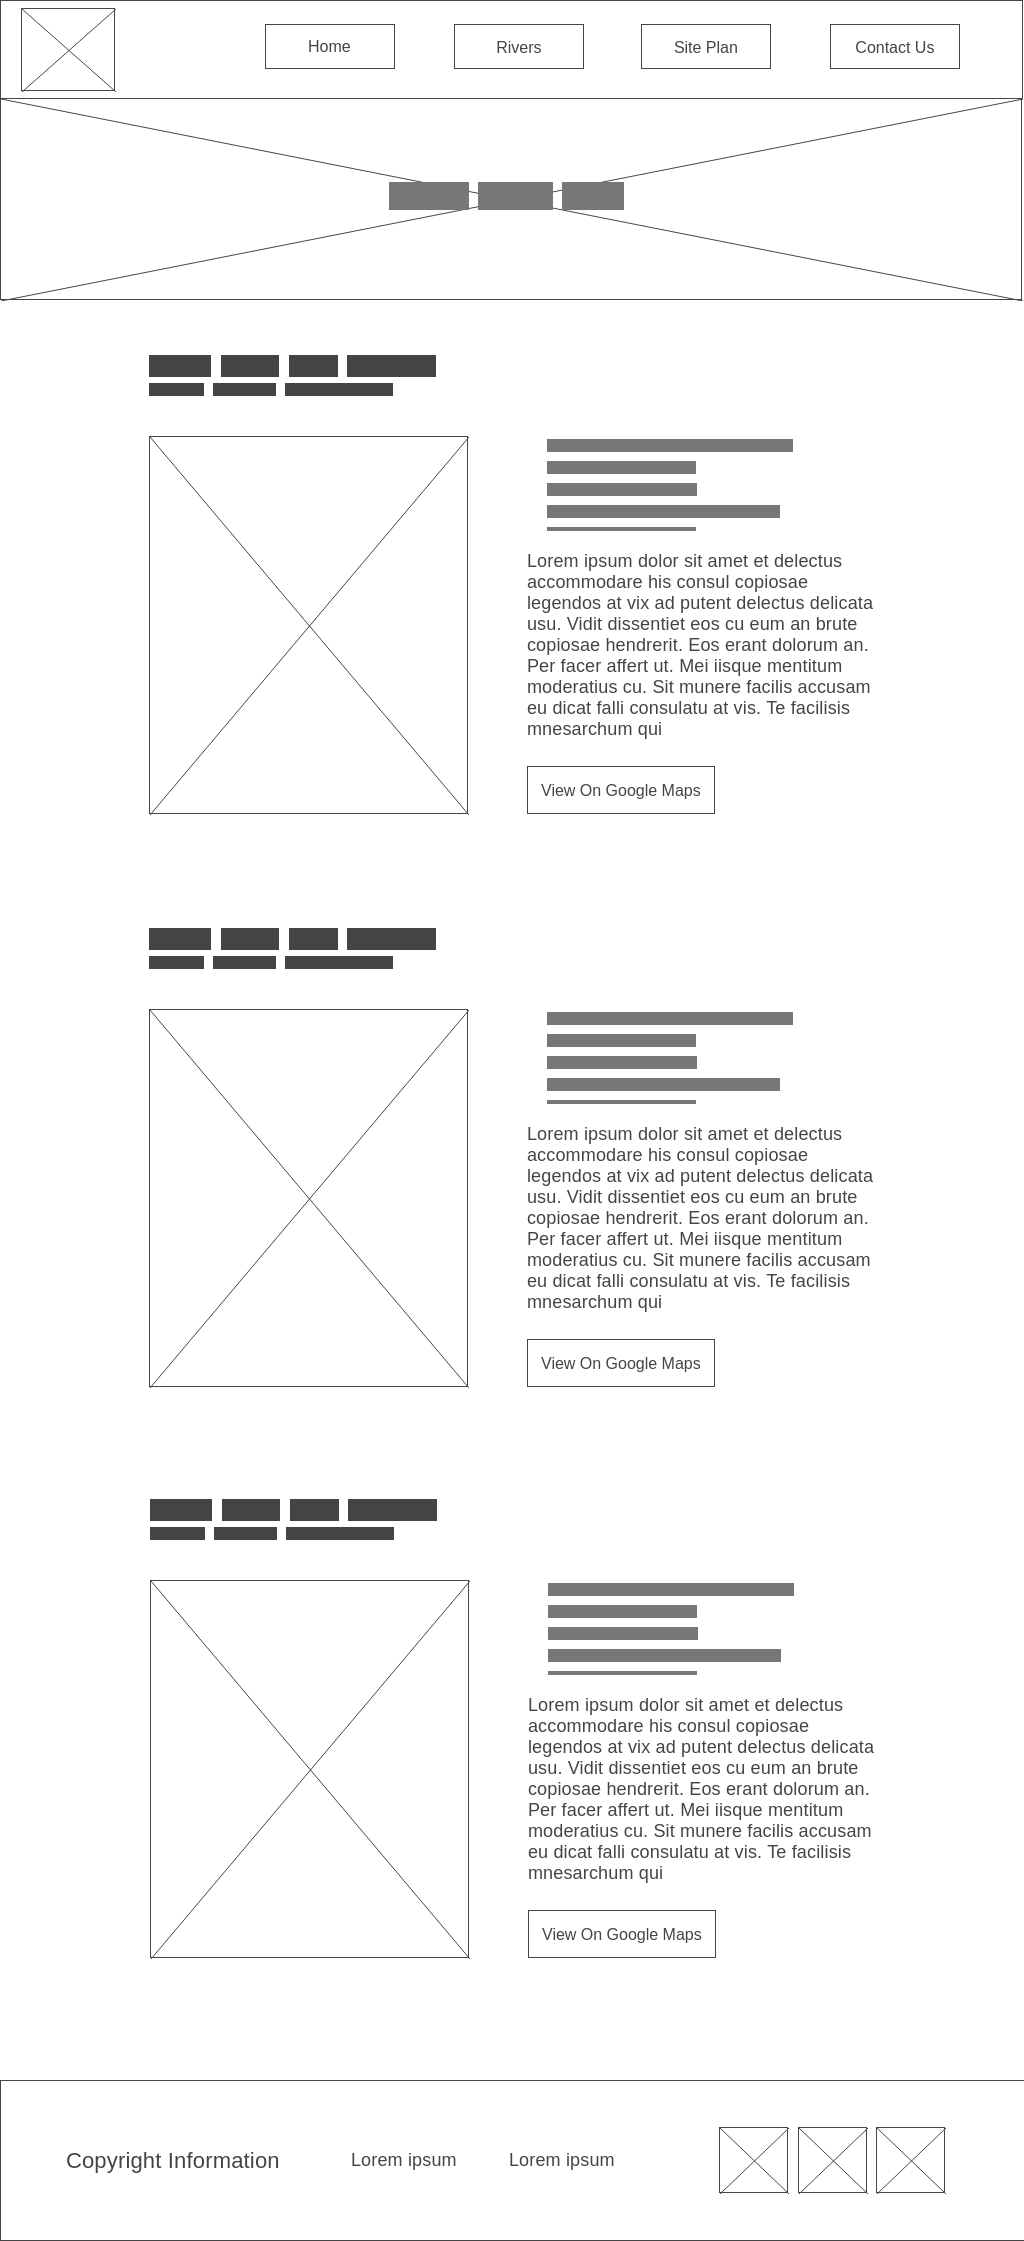 Home
Rivers
Site Plan
Contact Us
Lorem ipsum dolor sit amet et delectus
accommodare his consul copiosae
legendos at vix ad putent delectus delicata
usu. Vidit dissentiet eos cu eum an brute
copiosae hendrerit. Eos erant dolorum an.
Per facer affert ut. Mei iisque mentitum
moderatius cu. Sit munere facilis accusam
eu dicat falli consulatu at vis. Te facilisis
mnesarchum qui
View On Google Maps
Lorem ipsum dolor sit amet et delectus
accommodare his consul copiosae
legendos at vix ad putent delectus delicata
usu. Vidit dissentiet eos cu eum an brute
copiosae hendrerit. Eos erant dolorum an.
Per facer affert ut. Mei iisque mentitum
moderatius cu. Sit munere facilis accusam
eu dicat falli consulatu at vis. Te facilisis
mnesarchum qui
View On Google Maps
Lorem ipsum dolor sit amet et delectus
accommodare his consul copiosae
legendos at vix ad putent delectus delicata
usu. Vidit dissentiet eos cu eum an brute
copiosae hendrerit. Eos erant dolorum an.
Per facer affert ut. Mei iisque mentitum
moderatius cu. Sit munere facilis accusam
eu dicat falli consulatu at vis. Te facilisis
mnesarchum qui
View On Google Maps
Copyright Information
Lorem ipsum
Lorem ipsum